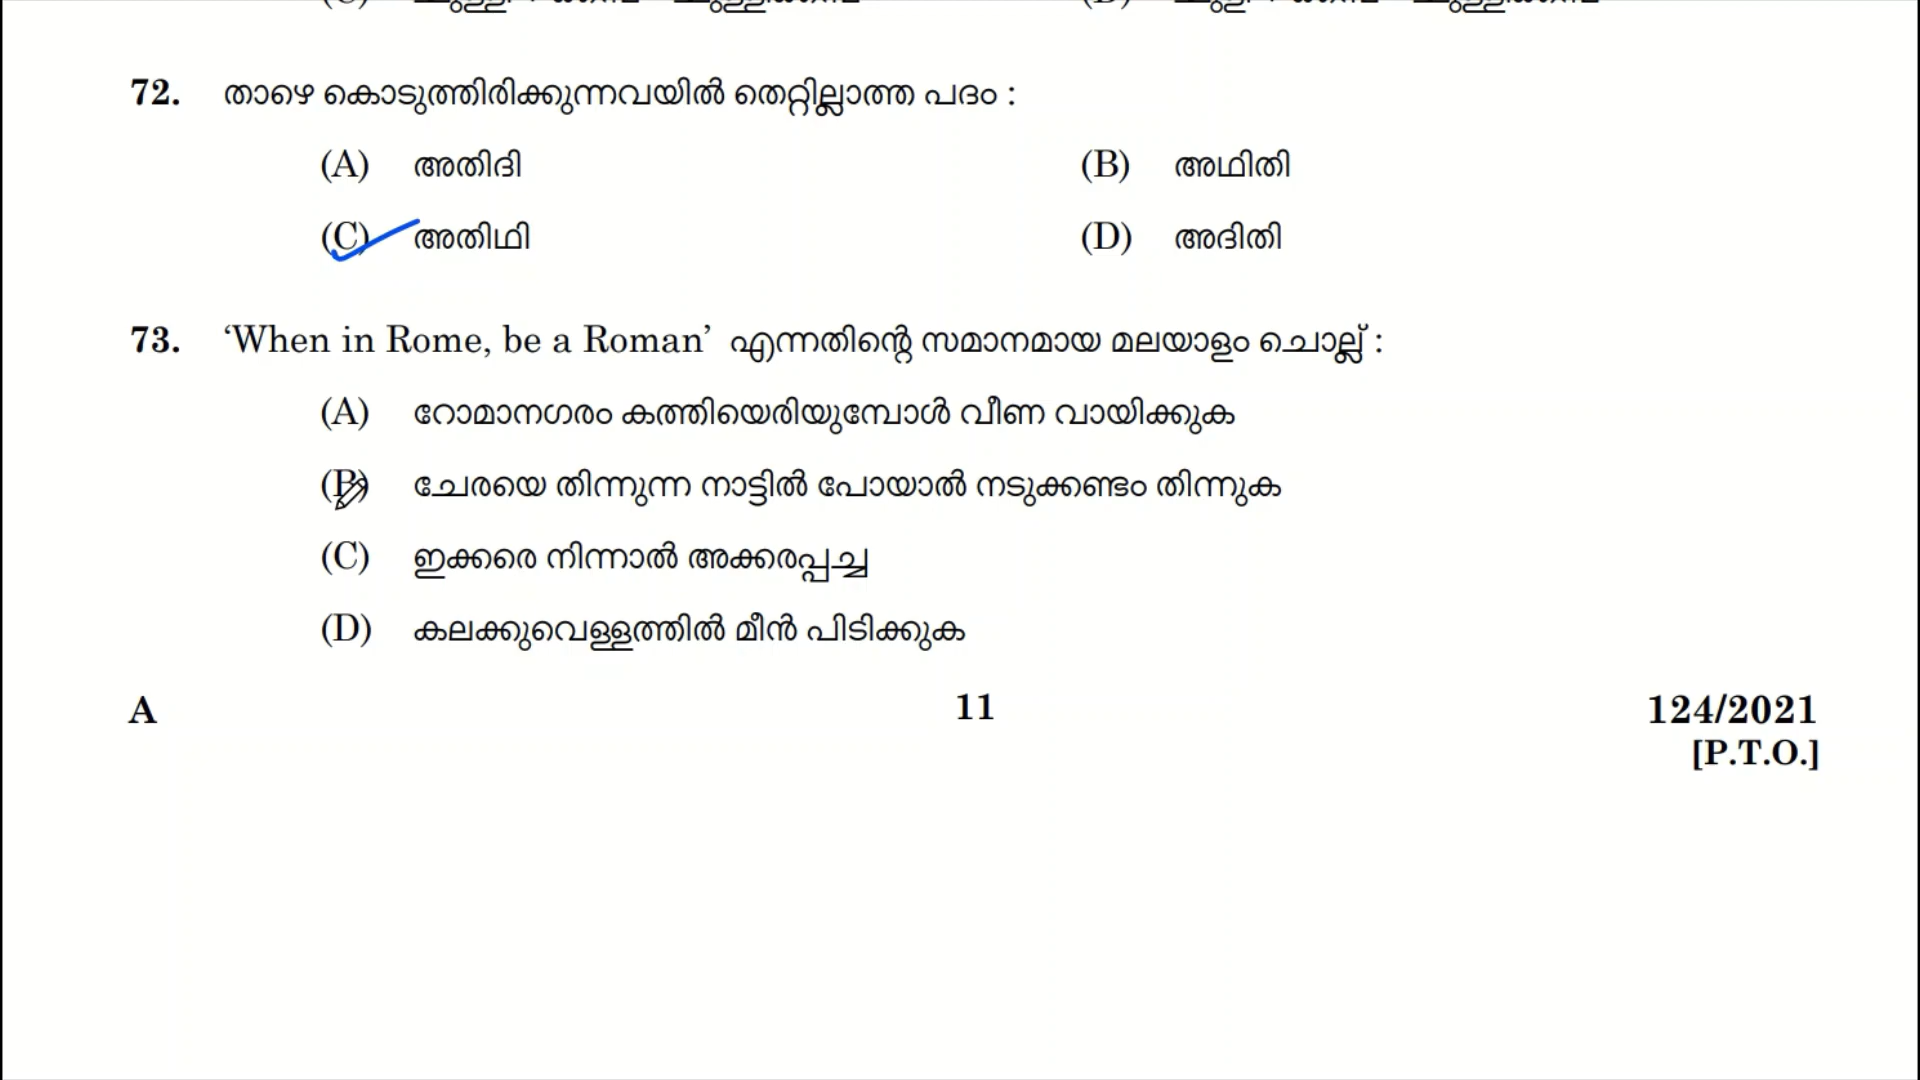 72. താഴെ കൊടുത്തിരിക്കുന്നവയിൽ തെറ്റില്ലാത്ത പദം :
(A) അതിദി (B) അഥിതി
(C) അതിഥി (D) അദിതി
73. ‘When in Rome, be a Roman’ എന്നതിന്റെ സമാനമായ മലയാളം ചൊല്ല് :
(A) റോമാനഗരം കത്തിയെരിയുമ്പോൾ വീണ വായിക്കുക
(B) ചേരയെ തിന്നുന്ന നാട്ടിൽ പോയാൽ നടുക്കണ്ടം തിന്നുക
(C) ഇക്കരെ നിന്നാൽ അക്കരപ്പച്ച
(D) കലക്കുവെള്ളത്തിൽ മീൻ പിടിക്കുക
A 11 124/2021
[P.T.O.]